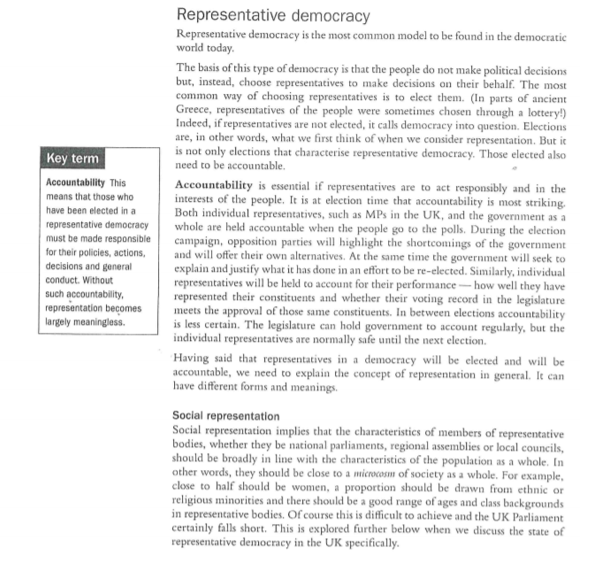 Representative democracy
Representative democracy is the most common model to be found in the democratic
world today.
The basis of this type of democracy is that the people do not make political decisions
but, instead, choose representatives to make decisions on their behalf. The most
common way of choosing representatives is to elect them. (In parts of ancient
Greece, representatives of the people were sometimes chosen through a lottery!)
Indeed, if representatives are not elected, it calls democracy into question. Elections
are, in other words, what we first think of when we consider representation. But it
is not only elections that characterise representative democracy. Those elected also
need to be accountable.
Key term
Accountability This
means that those who
have been elected in a
representative democracy
must be made responsible
for their policies, actions,
decisions and general
conduct. Without
such accountability,
representation becomes
largely meaningless.
Accountability is essential if representatives are to act responsibly and in the
interests of the people. It is at election time that accountability is most striking.
Both individual representatives, such as MPs in the UK, and the government as a
whole are held accountable when the people go to the polls. During the election
campaign, opposition parties will highlight the shortcomings of the government
and will offer their own alternatives. At the same time the government will seek to
explain and justify what it has done in an effort to be re-elected. Similarly, individual
representatives will be held to account for their performance — how well they have
represented their constituents and whether their voting record in the legislature
meets the approval of those same constituents. In between elections accountability
is less certain. The legislature can hold government to account regularly, but the
individual representatives are normally safe until the next election.
Having said that representatives in a democracy will be elected and will be
accountable, we need to explain the concept of representation in general. It can
have different forms and meanings.
Social representation
Social representation implies that the characteristics of members of representative
bodies, whether they be national parliaments, regional assemblies or local councils,
should be broadly in line with the characteristics of the population as a whole. In
other words, they should be close to a microcosm of society as a whole. For example,
close to half should be women, a proportion should be drawn from ethnic or
religious minorities and there should be a good range of ages and class backgrounds
in representative bodies. Of course this is difficult to achieve and the UK Parliament
certainly falls short. This is explored further below when we discuss the state of
representative democracy in the UK specifically.